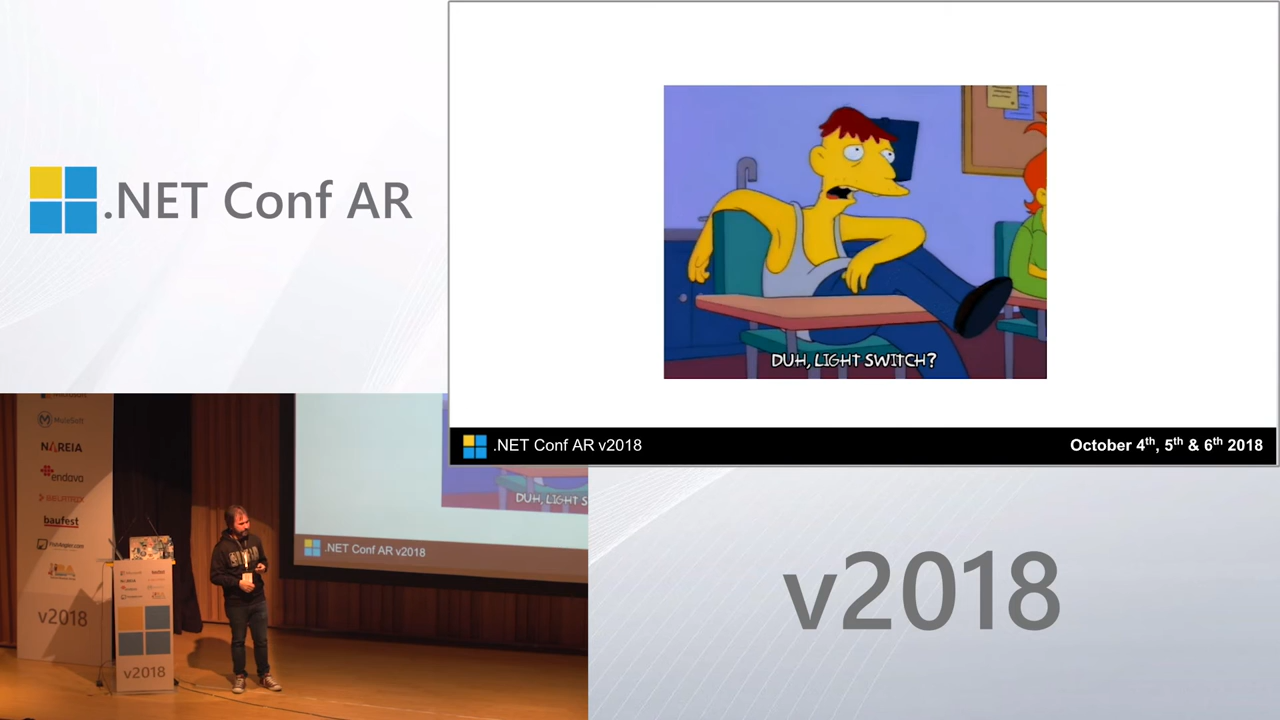 .NET Conf AR
DUH, LIGHT SWITCH?
.NET Conf AR v2018
October 4th, 5th & 6th 2018
MuleSoft
NAREIA
endava
baufest
v2018
v2018
DUH, LIGHT S
.NET Conf AR v2018
v2018